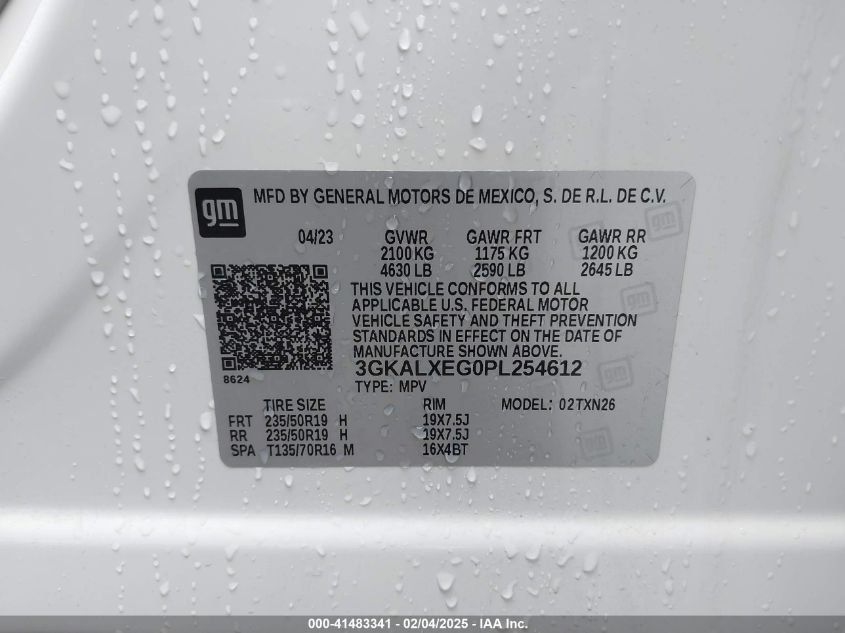 gm
MFD BY GENERAL MOTORS DE MEXICO, S. DE R.L. DE C.V.
04/23 GVWR GAWR FRT GAWR RR
2100 KG 1175 KG 1200 KG
4630 LB 2590 LB 2645 LB
THIS VEHICLE CONFORMS TO ALL
APPLICABLE U.S. FEDERAL MOTOR
VEHICLE SAFETY AND THEFT PREVENTION
STANDARDS IN EFFECT ON THE DATE OF
MANUFACTURE SHOWN ABOVE.
3GKALXEG0PL254612
8624
TYPE: MPV
TIRE SIZE RIM MODEL: 02TXN26
FRT 235/50R19 H 19X7.5J
RR 235/50R19 H 19X7.5J
SPA T135/70R16 M 16X4BT
000-41483341 - 02/04/2025 - IAA Inc.